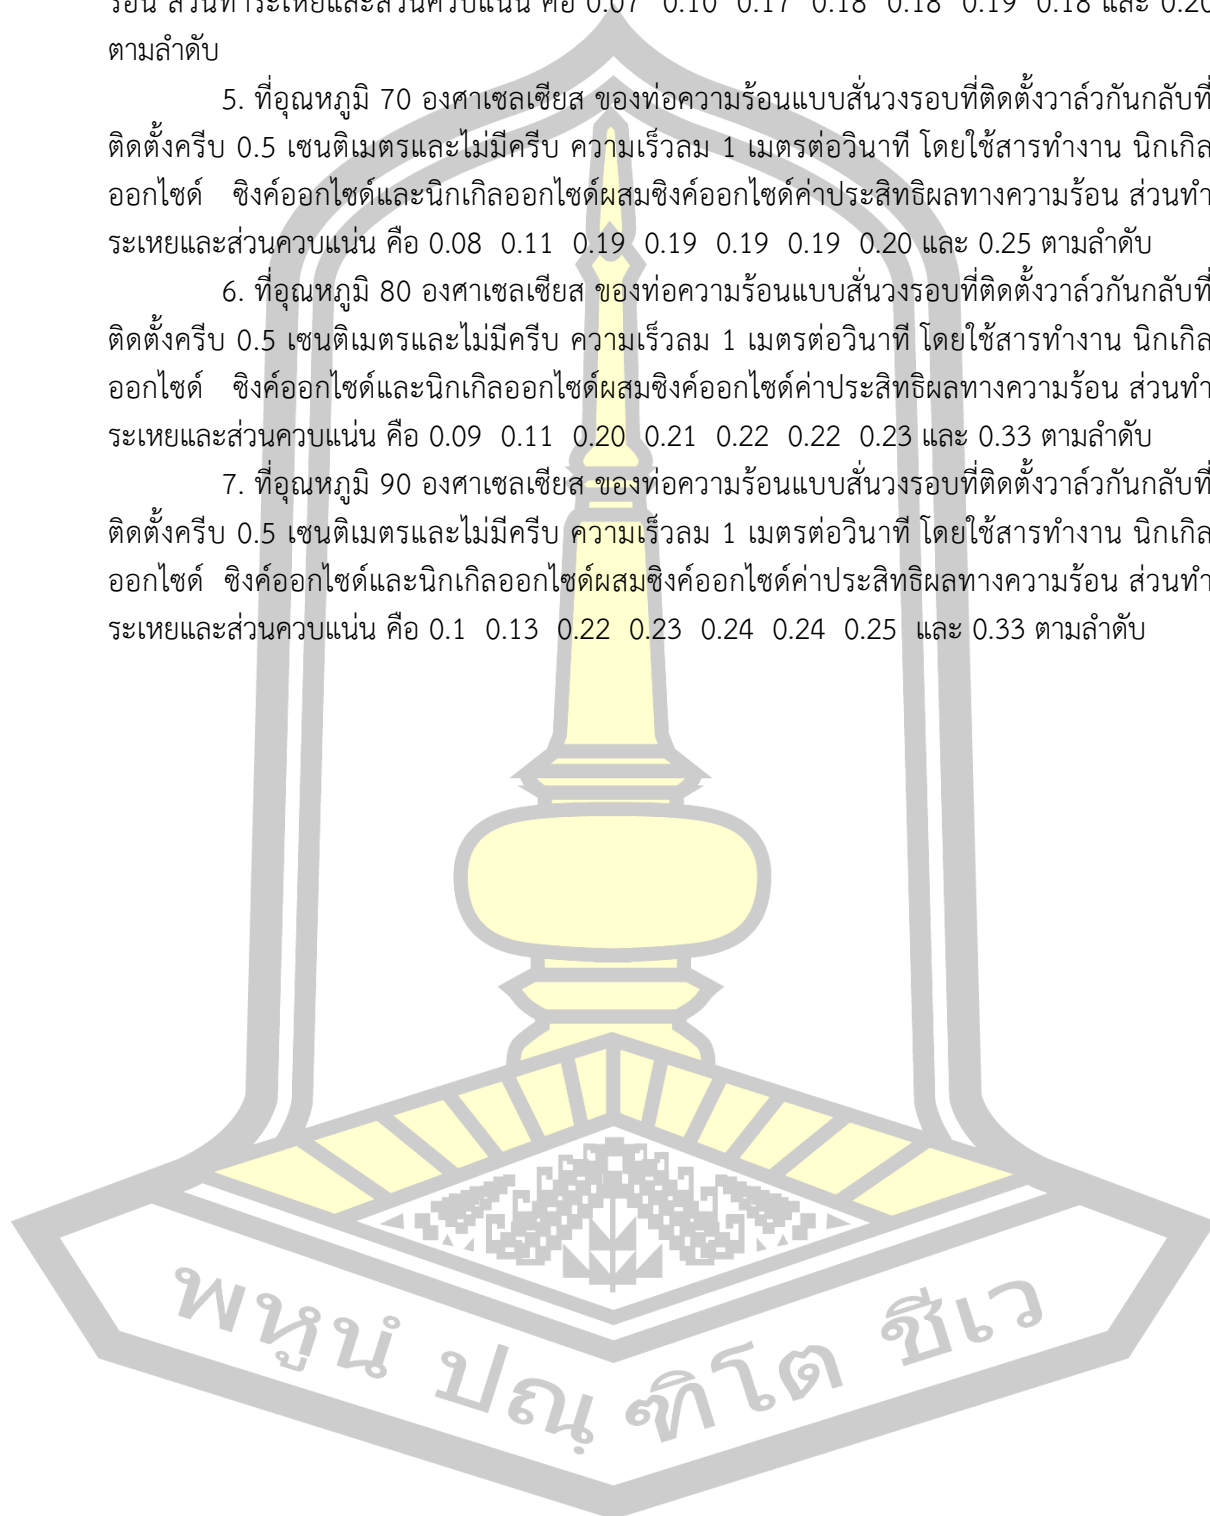 ร้อน ส่วนทำระเหยและส่วนควบแน่น คือ 0.07 0.10 0.17 0.18 0.18 0.19 0.18 และ 0.20
ตามลำดับ
5. ที่อุณหภูมิ 70 องศาเซลเซียส ของท่อความร้อนแบบสั่นวงรอบที่ติดตั้งวาล์วกันกลับที่
ติดตั้งครีบ 0.5 เซนติเมตรและไม่มีครีบ ความเร็วลม 1 เมตรต่อวินาที โดยใช้สารทำงาน นิกเกิล
ออกไซด์ ซิงค์ออกไซด์และนิกเกิลออกไซด์ผสมซิงค์ออกไซด์ค่าประสิทธิผลทางความร้อน ส่วนทำ
ระเหยและส่วนควบแน่น คือ 0.08 0.11 0.19 0.19 0.19 0.19 0.20 และ 0.25 ตามลำดับ
6. ที่อุณหภูมิ 80 องศาเซลเซียส ของท่อความร้อนแบบสั่นวงรอบที่ติดตั้งวาล์วกันกลับที่
ติดตั้งครีบ 0.5 เซนติเมตรและไม่มีครีบ ความเร็วลม 1 เมตรต่อวินาที โดยใช้สารทำงาน นิกเกิล
ออกไซด์ ซิงค์ออกไซด์และนิกเกิลออกไซด์ผสมซิงค์ออกไซด์ค่าประสิทธิผลทางความร้อน ส่วนทำ
ระเหยและส่วนควบแน่น คือ 0.09 0.11 0.20 0.21 0.22 0.22 0.23 และ 0.33 ตามลำดับ
7. ที่อุณหภูมิ 90 องศาเซลเซียส ของท่อความร้อนแบบสั่นวงรอบที่ติดตั้งวาล์วกันกลับที่
ติดตั้งครีบ 0.5 เซนติเมตรและไม่มีครีบ ความเร็วลม 1 เมตรต่อวินาที โดยใช้สารทำงาน นิกเกิล
ออกไซด์ ซิงค์ออกไซด์และนิกเกิลออกไซด์ผสมซิงค์ออกไซด์ค่าประสิทธิผลทางความร้อน ส่วนทำ
ระเหยและส่วนควบแน่น คือ 0.1 0.13 0.22 0.23 0.24 0.24 0.25 และ 0.33 ตามลำดับ
พหูนํ ปณฺฑิโต ชีเว